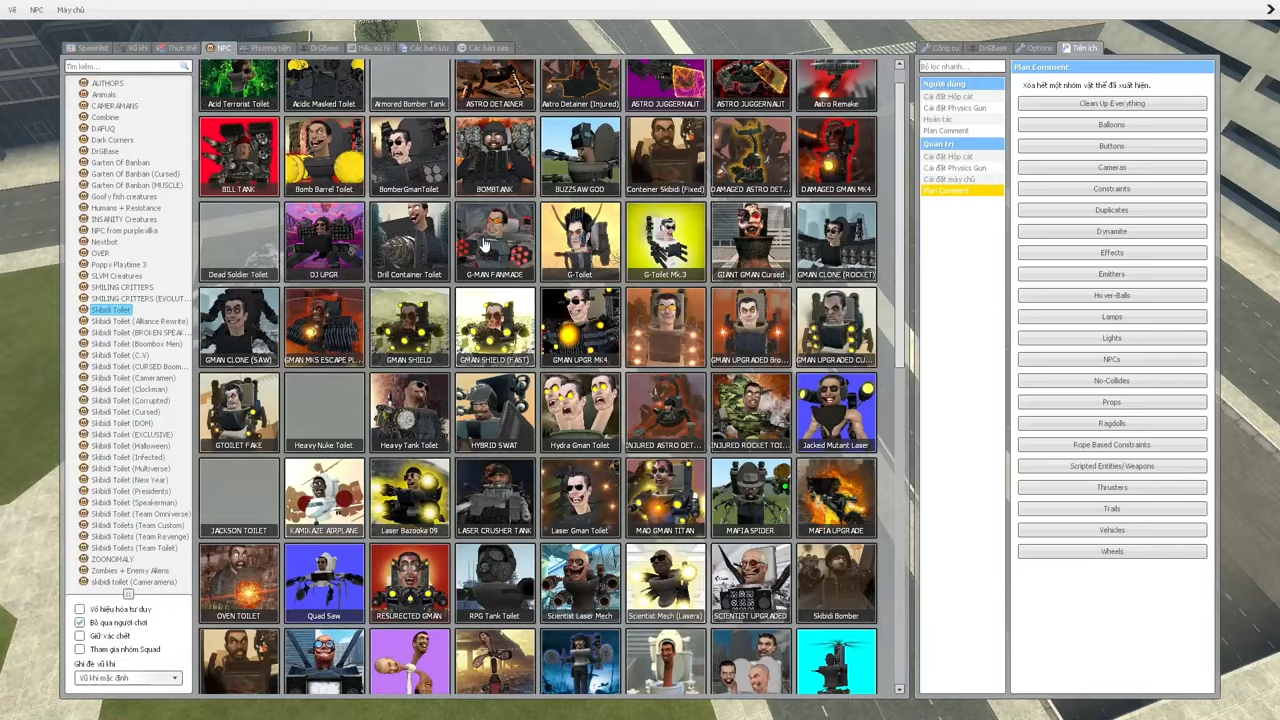 Vẽ NPC Máy chủ
Spawnlist Vũ khí Thực thể NPC Phương tiện DrGBase Hậu xử lý Các bạn lưu Các bản sao
Công cụ DrGBase Options Tiện ích
Tìm kiếm...
AUTHORS
Animals
CAMERAMANS
Combine
DAFUQ
Dark Corners
DrGBase
Garten Of Banban
Garten Of Banban (Cursed)
Garten Of Banban (MUSCLE)
Goofy fish creatures
Humans + Resistance
INSANITY Creatures
NPC from purple vilka
Nextbot
OVER
Poppy Playtime 3
SLVM Creatures
SMILING CRITTERS
SMILING CRITTERS (EVOLUT...
Skibidi Toilet
Skibidi Toilet (Alliance Rewrite)
Skibidi Toilet (BROKEN SPEAK...
Skibidi Toilet (Boombox Men)
Skibidi Toilet (C.V)
Skibidi Toilet (CURSED Boom...
Skibidi Toilet (Cameramen)
Skibidi Toilet (Clockman)
Skibidi Toilet (Corrupted)
Skibidi Toilet (Cursed)
Skibidi Toilet (DOM)
Skibidi Toilet (EXCLUSIVE)
Skibidi Toilet (Halloween)
Skibidi Toilet (Infected)
Skibidi Toilet (Multiverse)
Skibidi Toilet (New Year)
Skibidi Toilet (Presidents)
Skibidi Toilet (Speakerman)
Skibidi Toilet (Team Omniverse)
Skibidi Toilets (Team Custom)
Skibidi Toilets (Team Revenge)
Skibidi Toilets (Team Toilet)
ZOONOMALY
Zombies + Enemy Aliens
skibidi toilet (Cameramens)
Vô hiệu hóa tư duy
Bỏ qua người chơi
Giữ xác chết
Tham gia nhóm Squad
Ghi đè vũ khí
Vũ khí mặc định
Acid Terrorist Toilet Acidic Masked Toilet Armored Bomber Tank ASTRO DETAINER Astro Detainer (Injured) ASTRO JUGGERNAUT ASTRO JUGGERNAUT Astro Remake
BILL TANK Bomb Barrel Toilet BomberGmanToilet BOMBTANK BUZZSAW GOD Conteiner Skibidi (Fixed) DAMAGED ASTRO DET... DAMAGED GMAN MK4
Dead Soldier Toilet DJ UPGR Drill Container Toilet G-MAN FANMADE G-Toilet G-Toilet Mk.3 GIANT GMAN Cursed GMAN CLONE (ROCKET)
GMAN CLONE (SAW) GMAN MK5 ESCAPE PL... GMAN SHIELD GMAN SHIELD (FAST) GMAN UPGR MK4 GMAN UPGRADED GMAN UPGRADED Bro... GMAN UPGRADED CU...
GTOILET FAKE Heavy Nuke Toilet Heavy Tank Toilet HYBRID SWAT Hydra Gman Toilet INJURED ASTRO DET... INJURED ROCKET TOI... Jacked Mutant Laser
JACKSON TOILET KAMIKAZE AIRPLANE Laser Bazooka 09 LASER CRUSHER TANK Laser Gman Toilet MAD GMAN TITAN MAFIA SPIDER MAFIA UPGRADE
OVEN TOILET Quad Saw RESURECTED GMAN RPG Tank Toilet Scientist Laser Mech Scientist Mech (Lasers) SCIENTIST UPGRADED Skibidi Bomber
Bộ lọc nhanh...
Người dùng
Cài đặt Hộp cát
Cài đặt Physics Gun
Hoàn tác
Plan Comment
Quản trị
Cài đặt Hộp cát
Cài đặt Physics Gun
Cài đặt máy chủ
Plan Comment
Plan Comment
Xóa hết một nhóm vật thể đã xuất hiện.
Clean Up Everything
Balloons
Buttons
Cameras
Constraints
Duplicates
Dynamite
Effects
Emitters
Hover-Balls
Lamps
Lights
NPCs
No-Collides
Props
Ragdolls
Rope Based Constraints
Scripted Entities/Weapons
Thrusters
Trails
Vehicles
Wheels